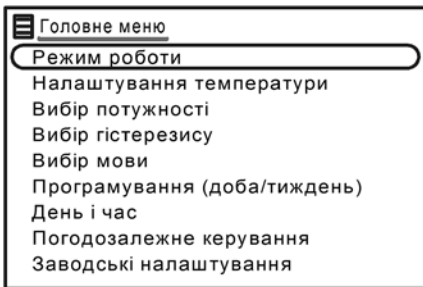 Головне меню
Режим роботи
Налаштування температури
Вибір потужності
Вибір гістерезису
Вибір мови
Програмування (доба/тиждень)
День і час
Погодозалежне керування
Заводські налаштування